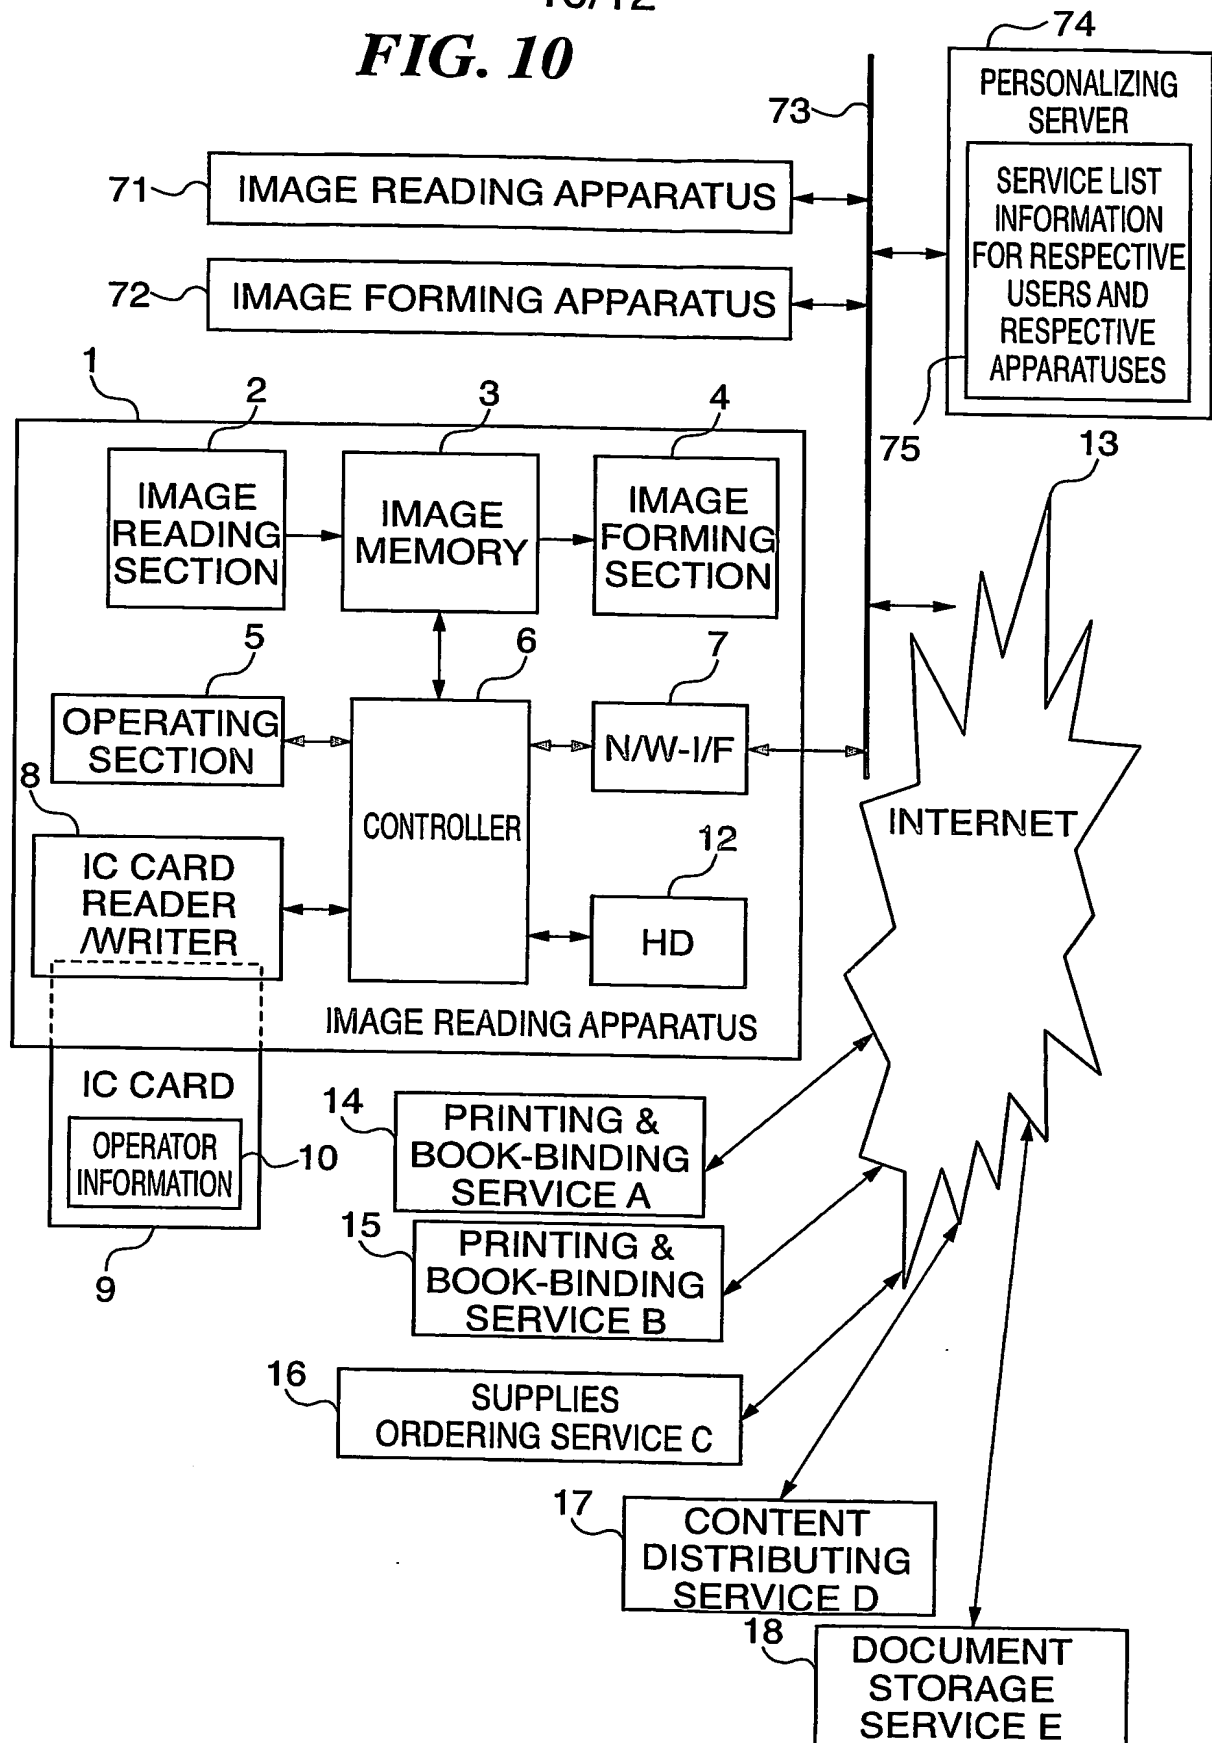 FIG. 10
74
PERSONALIZING
SERVER
73
SERVICE LIST
INFORMATION
FOR RESPECTIVE
USERS AND
RESPECTIVE
APPARATUSES
75
71
IMAGE READING APPARATUS
72
IMAGE FORMING APPARATUS
1
2
IMAGE
READING
SECTION
3
IMAGE
MEMORY
4
IMAGE
FORMING
SECTION
13
INTERNET
5
OPERATING
SECTION
6
CONTROLLER
7
N/W-I/F
8
IC CARD
READER
/WRITER
12
HD
IMAGE READING APPARATUS
IC CARD
OPERATOR
INFORMATION
10
9
14
PRINTING &
BOOK-BINDING
SERVICE A
15
PRINTING &
BOOK-BINDING
SERVICE B
16
SUPPLIES
ORDERING SERVICE C
17
CONTENT
DISTRIBUTING
SERVICE D
18
DOCUMENT
STORAGE
SERVICE E